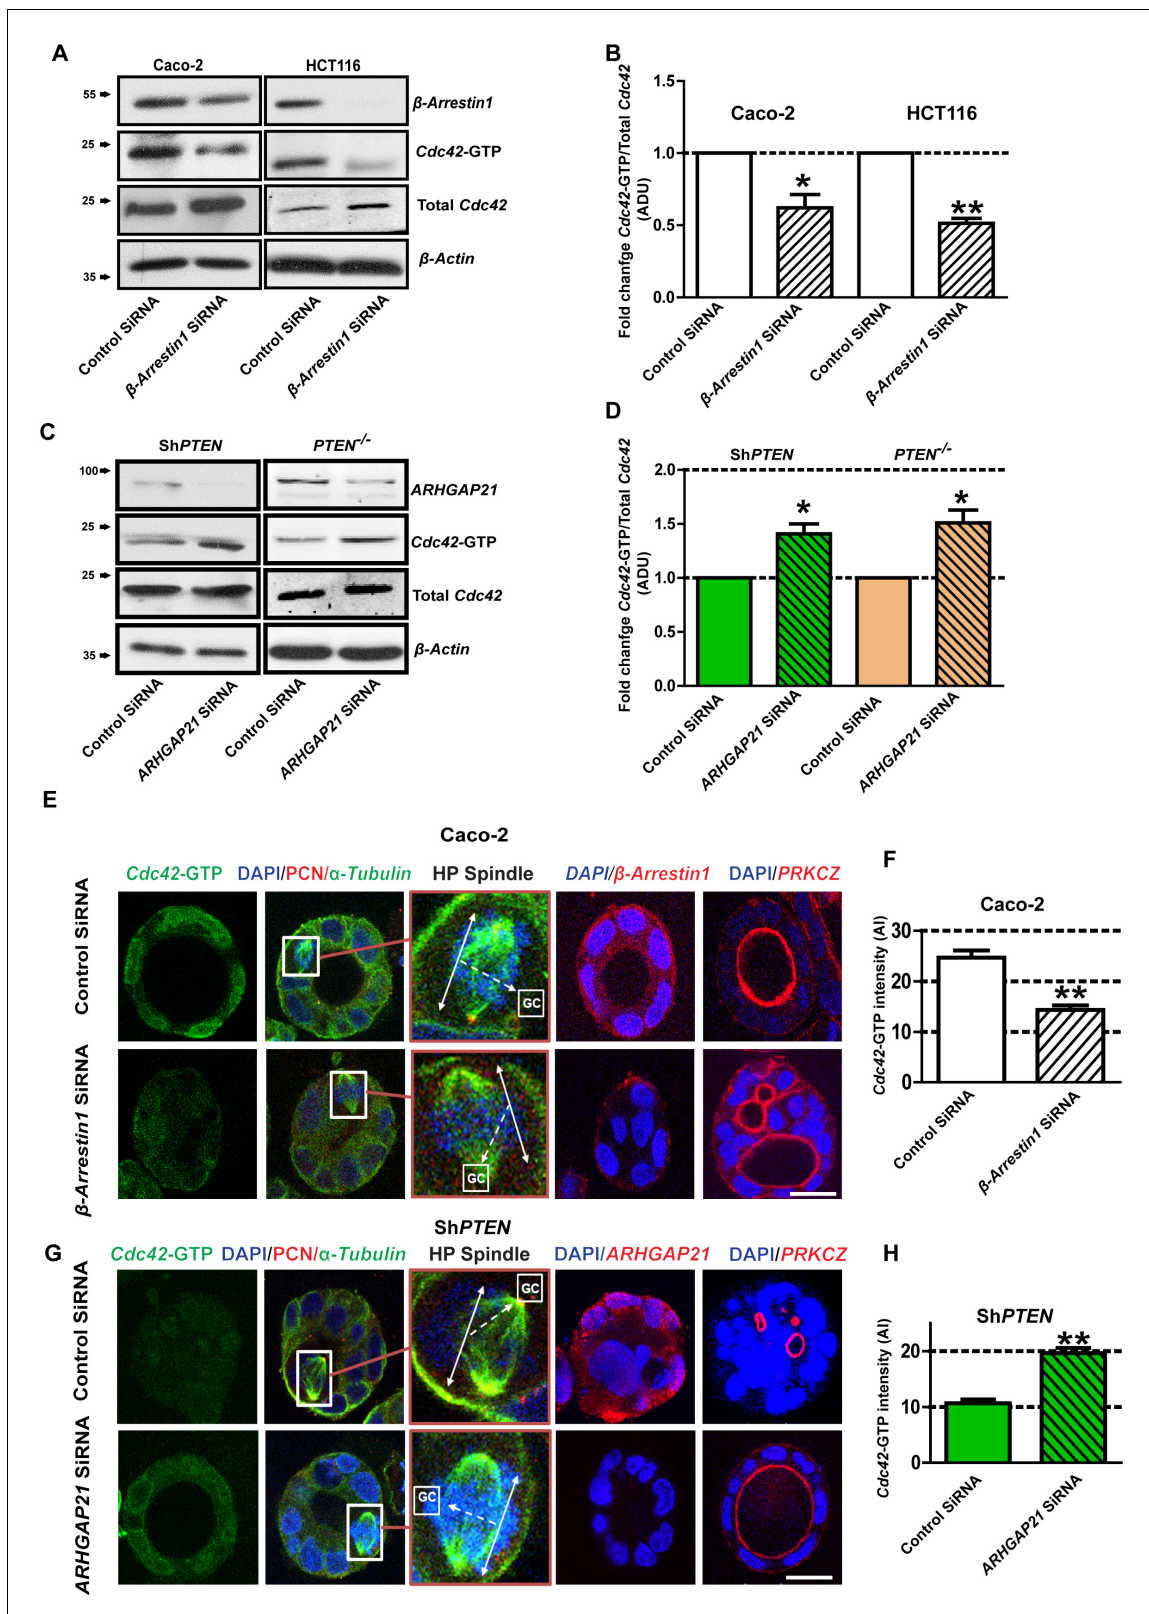 A
Caco-2 HCT116
55
β-Arrestin1
25
Cdc42-GTP
25
Total Cdc42
β-Actin
35
Control SiRNA
β-Arrestin1 SiRNA
Control SiRNA
β-Arrestin1 SiRNA
B
Fold chanfge Cdc42-GTP/Total Cdc42
(ADU)
1.5
1.0
0.5
0.0
Caco-2 HCT116
*
**
Control SiRNA
β-Arrestin1 SiRNA
Control SiRNA
β-Arrestin1 SiRNA
C
ShPTEN PTEN-/-
100
ARHGAP21
25
Cdc42-GTP
25
Total Cdc42
35
β-Actin
Control SiRNA
ARHGAP21 SiRNA
Control SiRNA
ARHGAP21 SiRNA
D
Fold chanfge Cdc42-GTP/Total Cdc42
(ADU)
ShPTEN PTEN-/-
2.0
1.5
1.0
0.5
0.0
*
*
Control SiRNA
ARHGAP21 SiRNA
Control SiRNA
ARHGAP21 SiRNA
E
Caco-2
Cdc42-GTP DAPI/PCN/α-Tubulin HP Spindle DAPI/β-Arrestin1 DAPI/PRKCZ
Control SiRNA
GC
β-Arrestin1 SiRNA
GC
F
Caco-2
Cdc42-GTP intensity (AI)
30
20
10
0
**
Control SiRNA
β-Arrestin1 SiRNA
G
ShPTEN
Cdc42-GTP DAPI/PCN/α-Tubulin HP Spindle DAPI/ARHGAP21 DAPI/PRKCZ
Control SiRNA
GC
ARHGAP21 SiRNA
GC
H
ShPTEN
Cdc42-GTP intensity (AI)
20
10
0
**
Control SiRNA
ARHGAP21 SiRNA